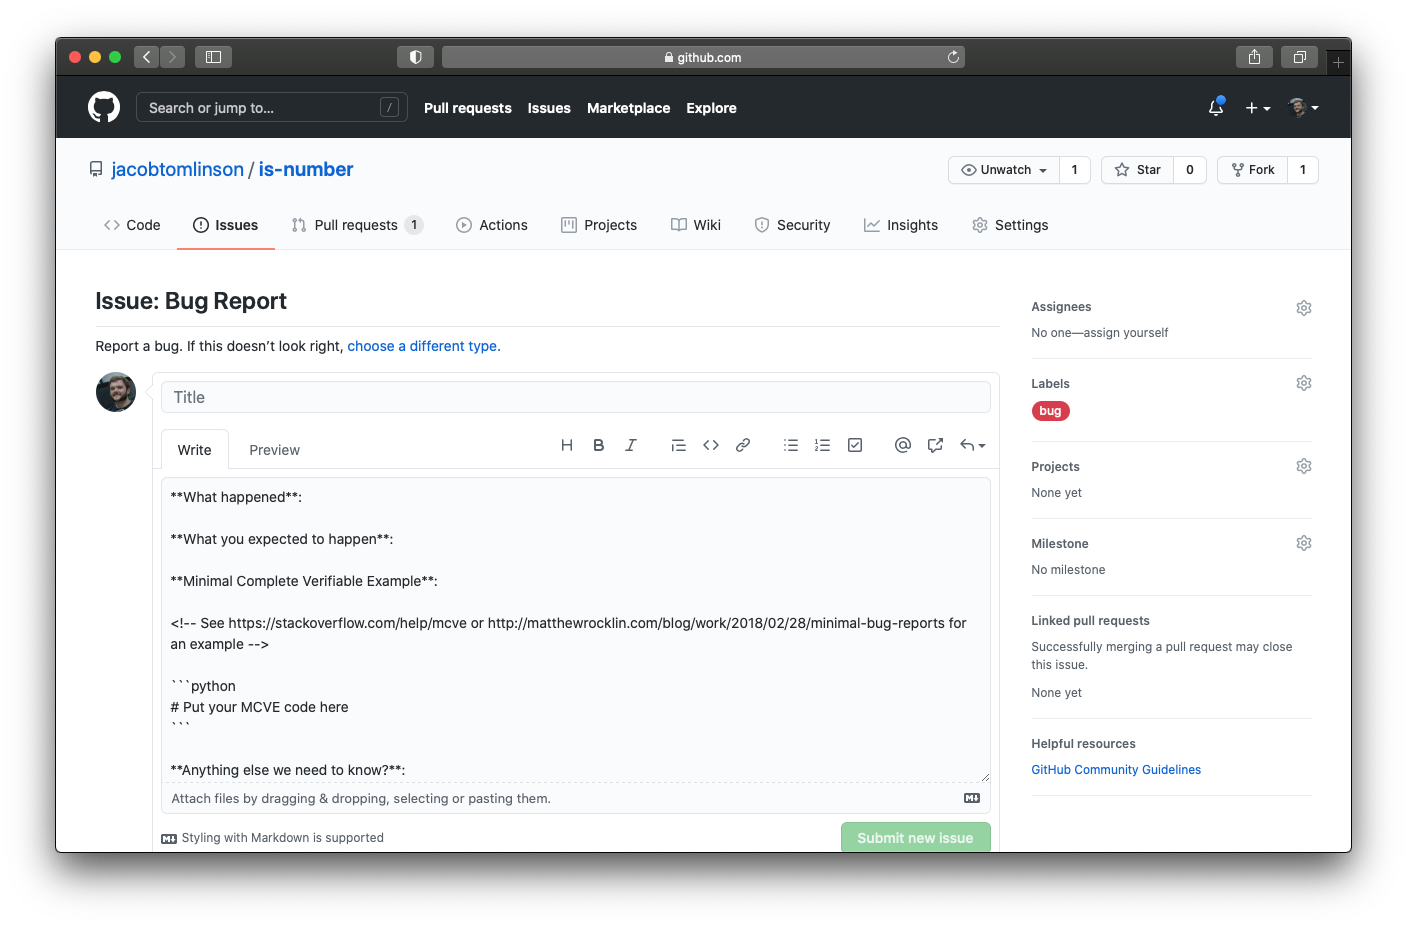 github.com
Search or jump to... /
Pull requests Issues Marketplace Explore
jacobtomlinson / is-number
Unwatch 1 Star 0 Fork 1
Code Issues Pull requests 1 Actions Projects Wiki Security Insights Settings
Issue: Bug Report
Report a bug. If this doesn’t look right, choose a different type.
Title
Write Preview
**What happened**:
**What you expected to happen**:
**Minimal Complete Verifiable Example**:
<!-- See https://stackoverflow.com/help/mcve or http://matthewrocklin.com/blog/work/2018/02/28/minimal-bug-reports for
an example -->
```python
# Put your MCVE code here
```
**Anything else we need to know?**:
Attach files by dragging & dropping, selecting or pasting them.
Styling with Markdown is supported
Submit new issue
Assignees
No one—assign yourself
Labels
bug
Projects
None yet
Milestone
No milestone
Linked pull requests
Successfully merging a pull request may close
this issue.
None yet
Helpful resources
GitHub Community Guidelines